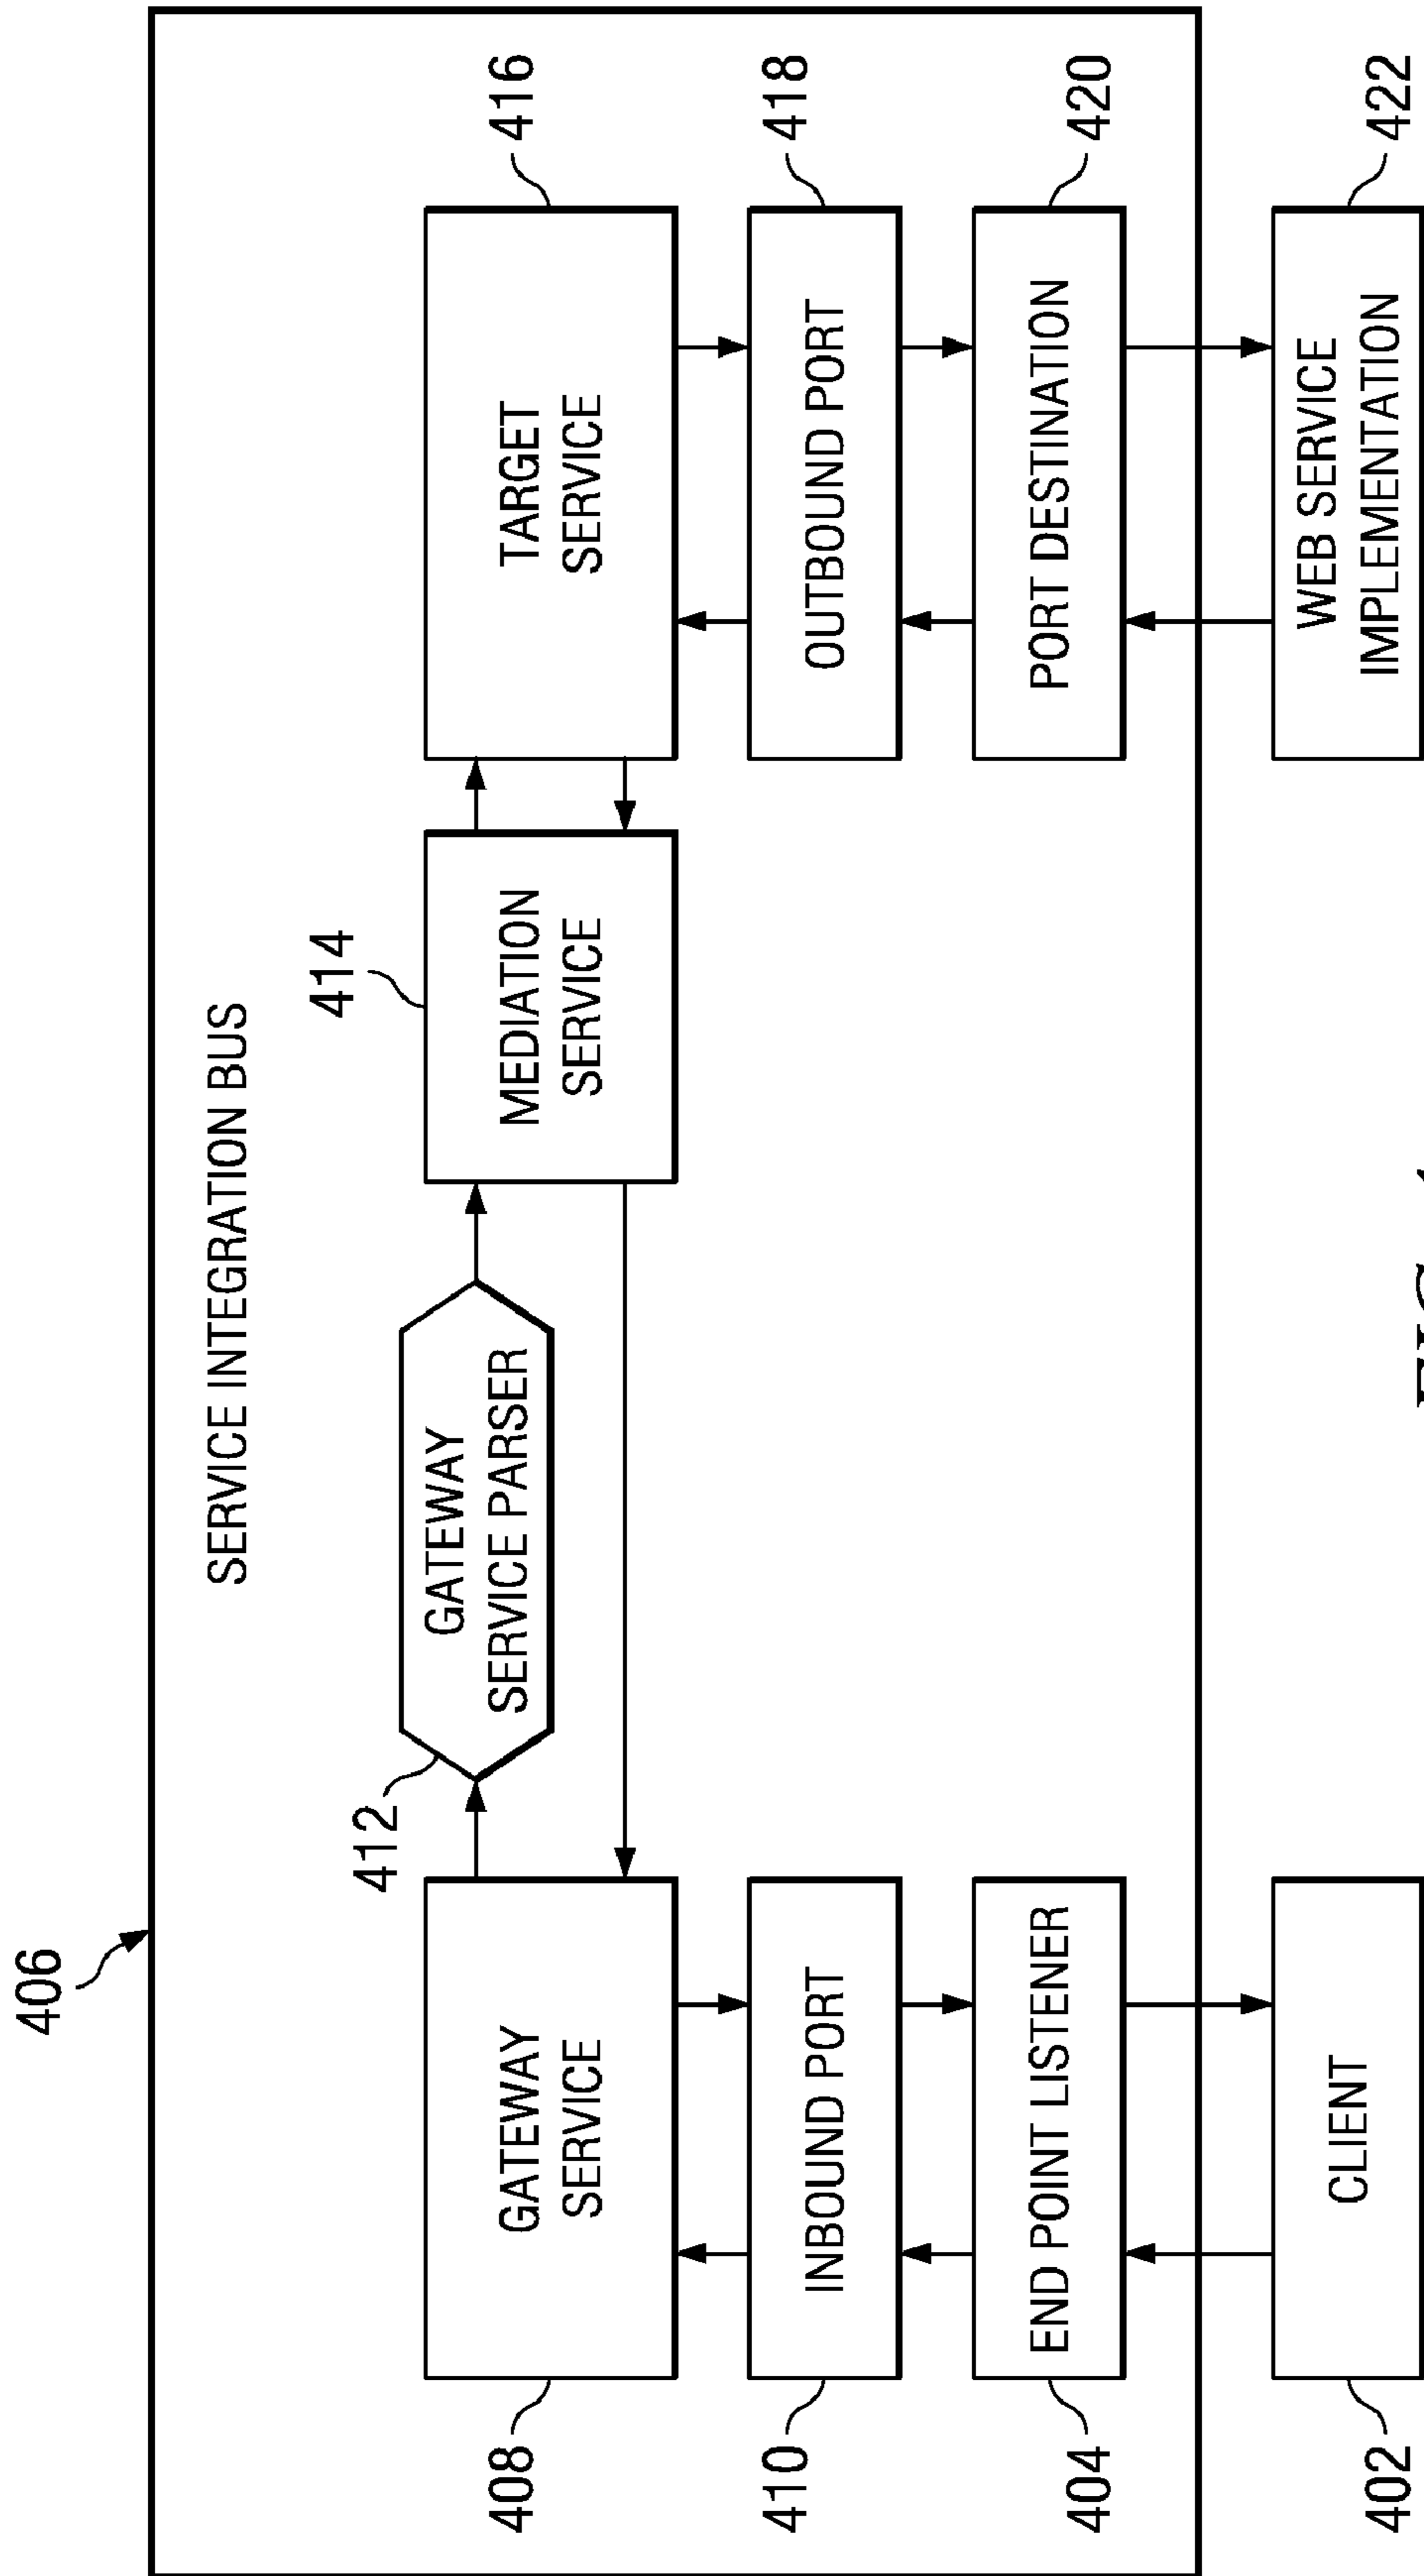 406
SERVICE INTEGRATION BUS
412
414
GATEWAY
SERVICE PARSER
408
GATEWAY
SERVICE
MEDIATION
SERVICE
TARGET
SERVICE
416
410
INBOUND PORT
OUTBOUND PORT
418
404
END POINT LISTENER
PORT DESTINATION
420
402
CLIENT
WEB SERVICE
IMPLEMENTATION
422